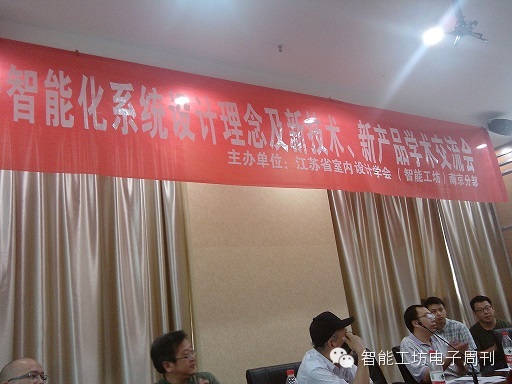 智能化系统设计理念及新技术、新产品学术交流会
主办单位：江苏省室内设计学会（智能工坊）南京分部
智能工坊电子周刊